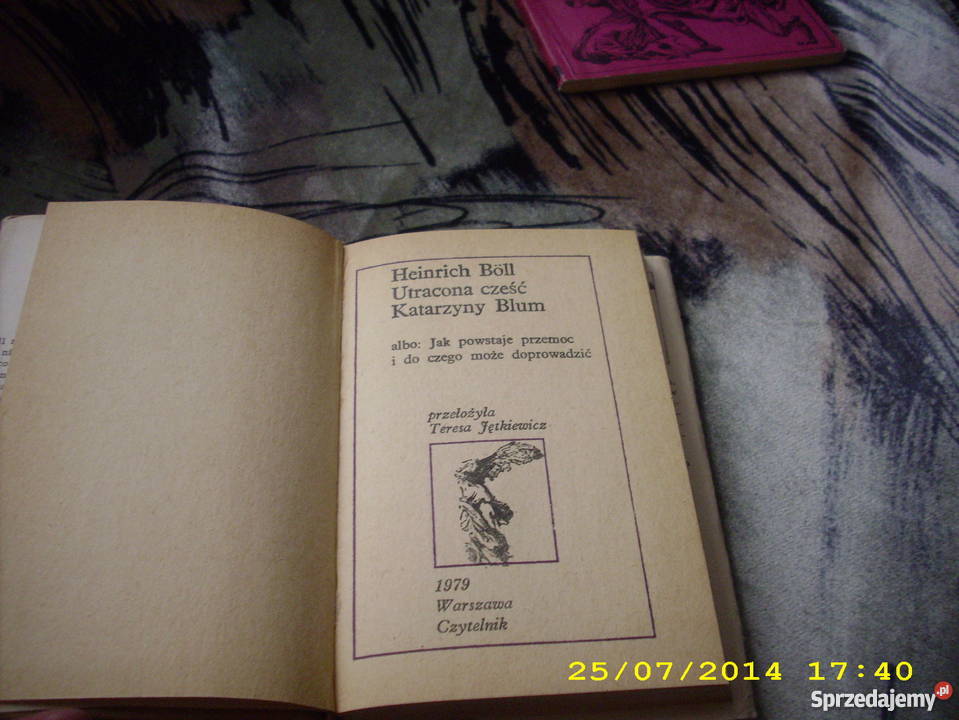 Heinrich Böll
Utracona cześć
Katarzyny Blum
albo: Jak powstaje przemoc
i do czego może doprowadzić
przełożyła
Teresa Jętkiewicz
1979
Warszawa
Czytelnik
25/07/2014 17:40
Sprzedajemy.pl